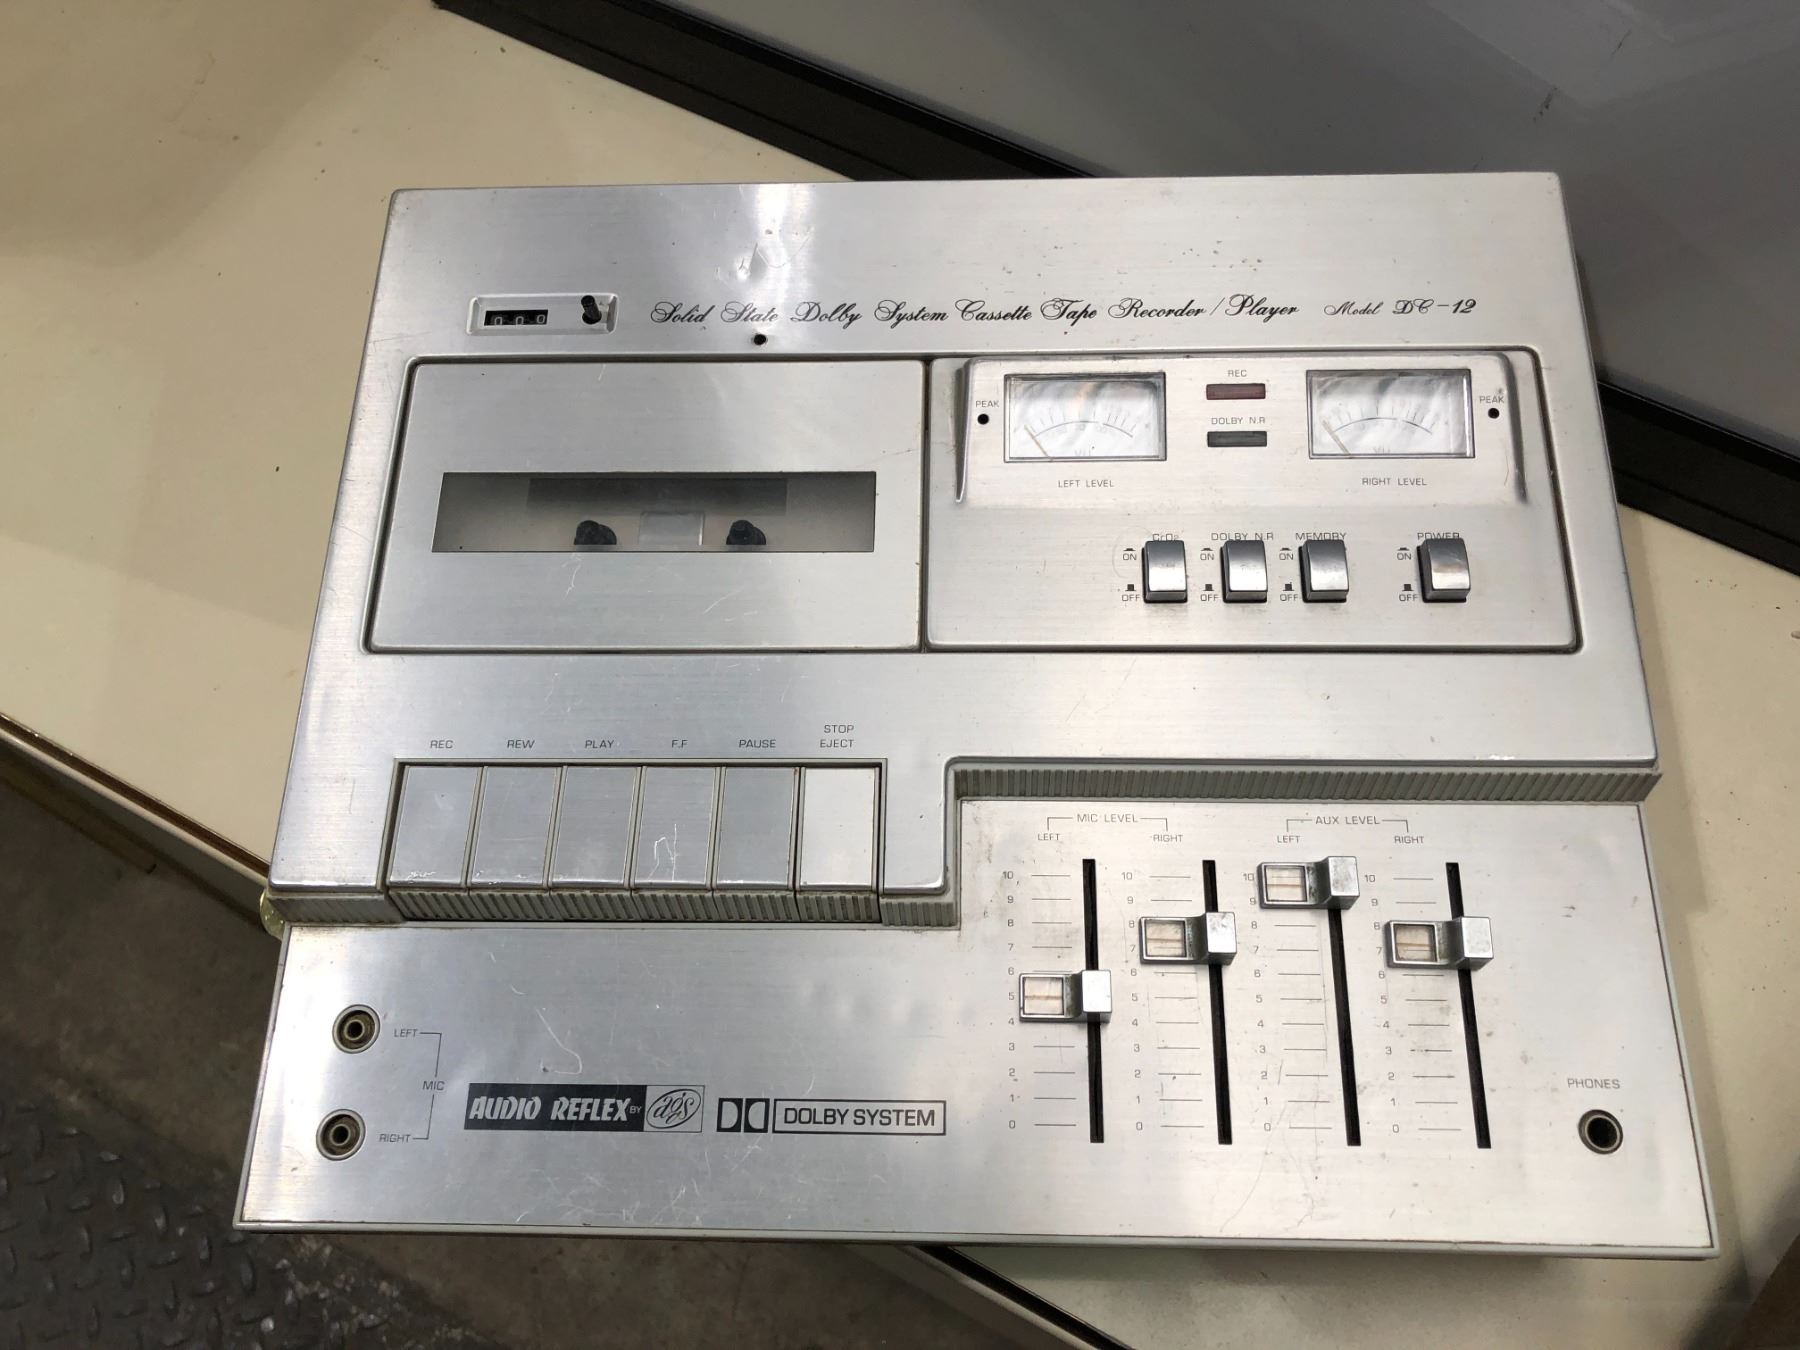 0 0 0
Solid State Dolby System Cassette Tape Recorder/Player Model DC-12
PEAK
REC
PEAK
DOLBY N.R
VU
VU
LEFT LEVEL
RIGHT LEVEL
CrO2
DOLBY N.R
MEMORY
POWER
ON
ON
ON
ON
OFF
OFF
OFF
OFF
REC
REW
PLAY
F.F
PAUSE
STOP
EJECT
MIC LEVEL
LEFT
RIGHT
AUX LEVEL
LEFT
RIGHT
10 10 10 10
9 9 9
8 8 8
7 7 7
6 6 6 6
5 5 5 5
4 4 4 4
3 3 3 3
2 2 2 2
1 1 1 1
0 0 0 0
LEFT
MIC
RIGHT
AUDIO REFLEX BY ags
DOLBY SYSTEM
PHONES